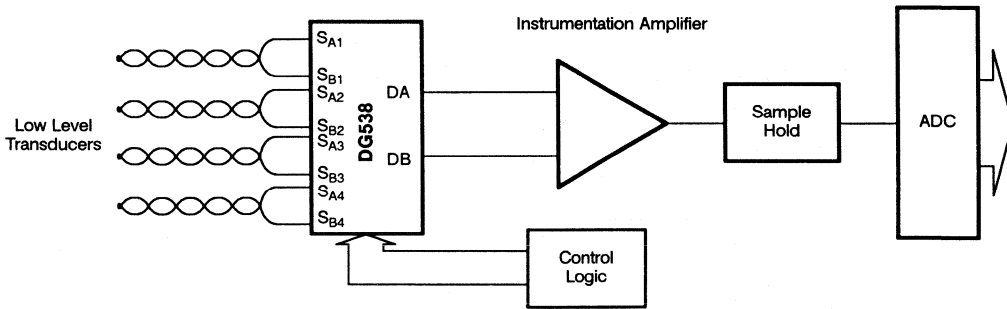 Instrumentation Amplifier
Low Level
Transducers
SA1
SB1
SA2
SB2
SA3
SB3
SA4
SB4
DG538
DA
DB
Sample
Hold
ADC
Control
Logic